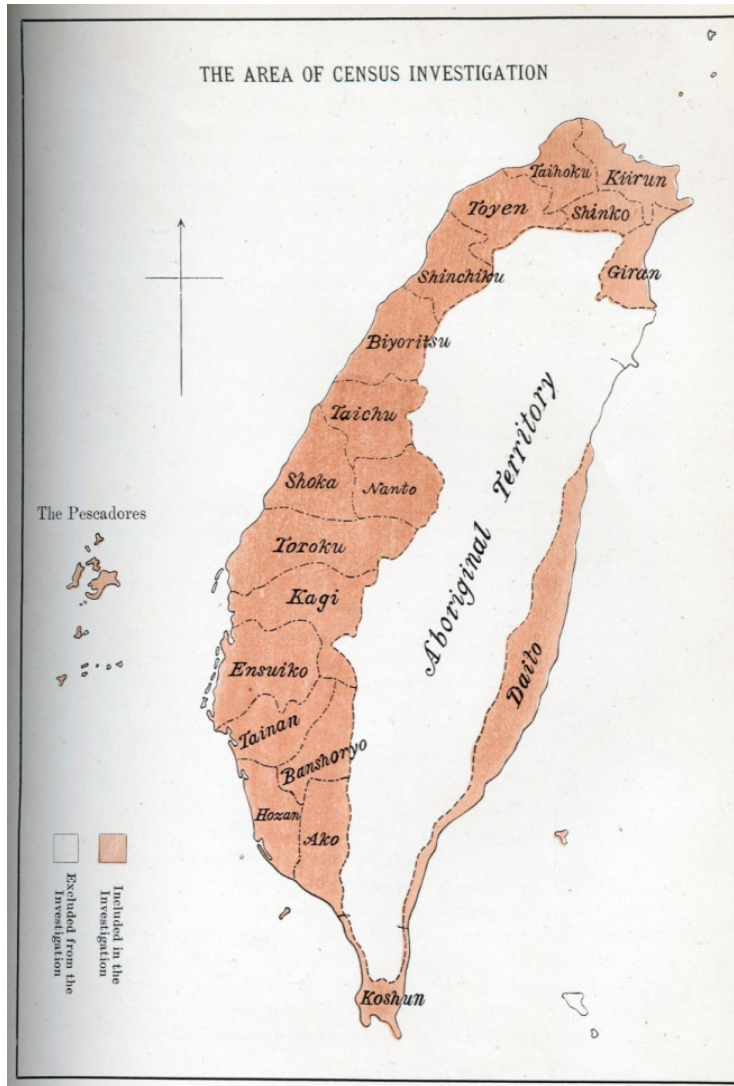 THE AREA OF CENSUS INVESTIGATION
Taihoku
Kiirun
Toyen
Shinko
Shinchiku
Giran
Biyoritsu
Taichu
Shoka
Nanto
The Pescadores
Toroku
Kagi
Aboriginal Territory
Ensuiko
Daito
Tainan
Banshoryo
Hozan
Ako
Koshun
Included in the
Investigation
Excluded from the
Investigation